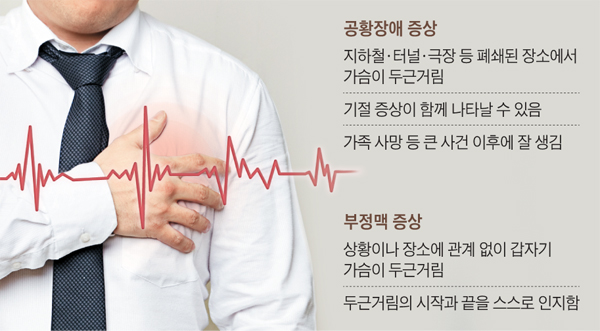 공황장애 증상
지하철·터널·극장 등 폐쇄된 장소에서
가슴이 두근거림
기절 증상이 함께 나타날 수 있음
가족 사망 등 큰 사건 이후에 잘 생김
부정맥 증상
상황이나 장소에 관계 없이 갑자기
가슴이 두근거림
두근거림의 시작과 끝을 스스로 인지함